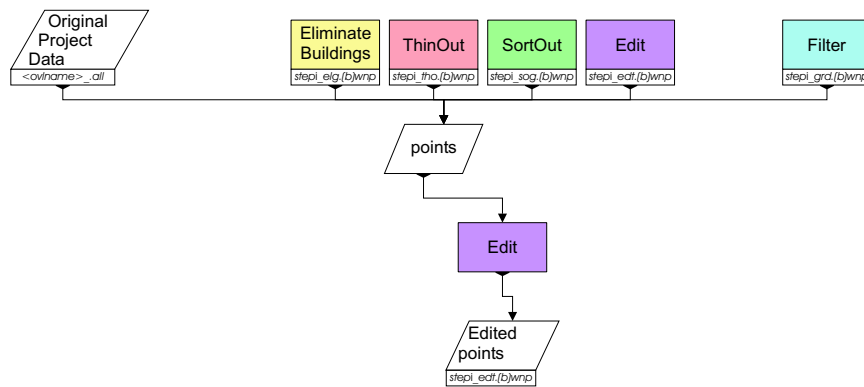 Original
Project
Data
<ovlname>_.all
Eliminate
Buildings
stepi_elg.(b)wnp
ThinOut
stepi_tho.(b)wnp
SortOut
stepi_sog.(b)wnp
Edit
stepi_edt.(b)wnp
Filter
stepi_grd.(b)wnp
points
Edit
Edited
points
stepi_edt.(b)wnp